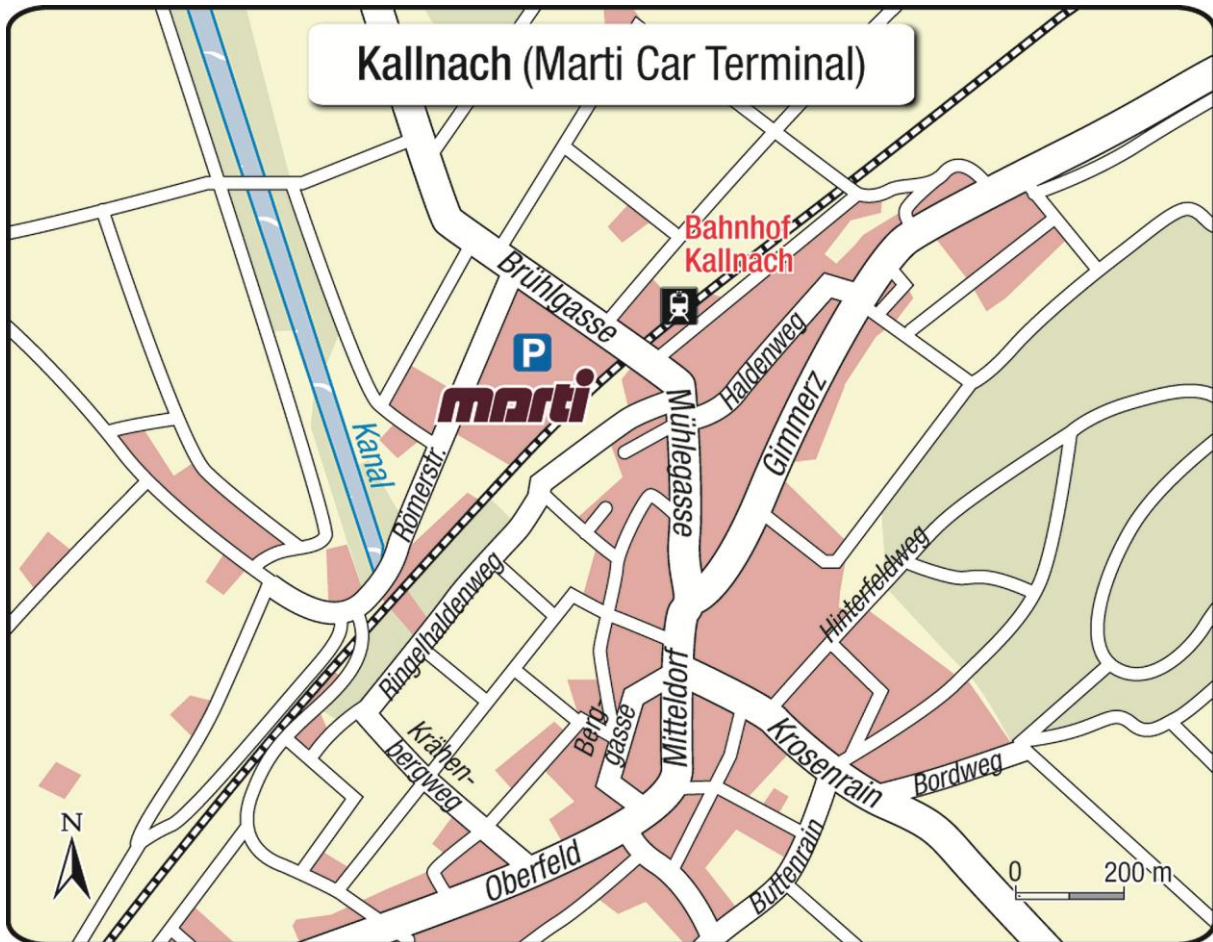 Kallnach (Marti Car Terminal)
Bahnhof
Kallnach
Brühlgasse
P
marti
Haldenweg
Gimmerz
Mühlegasse
Kanal
Römerstr.
Ringelhaldenweg
Hinterfeldweg
Mitteldorf
Berg-
gasse
Krähen-
bergweg
Krosenrain
Bordweg
Oberfeld
Buttenrain
N
0 200 m